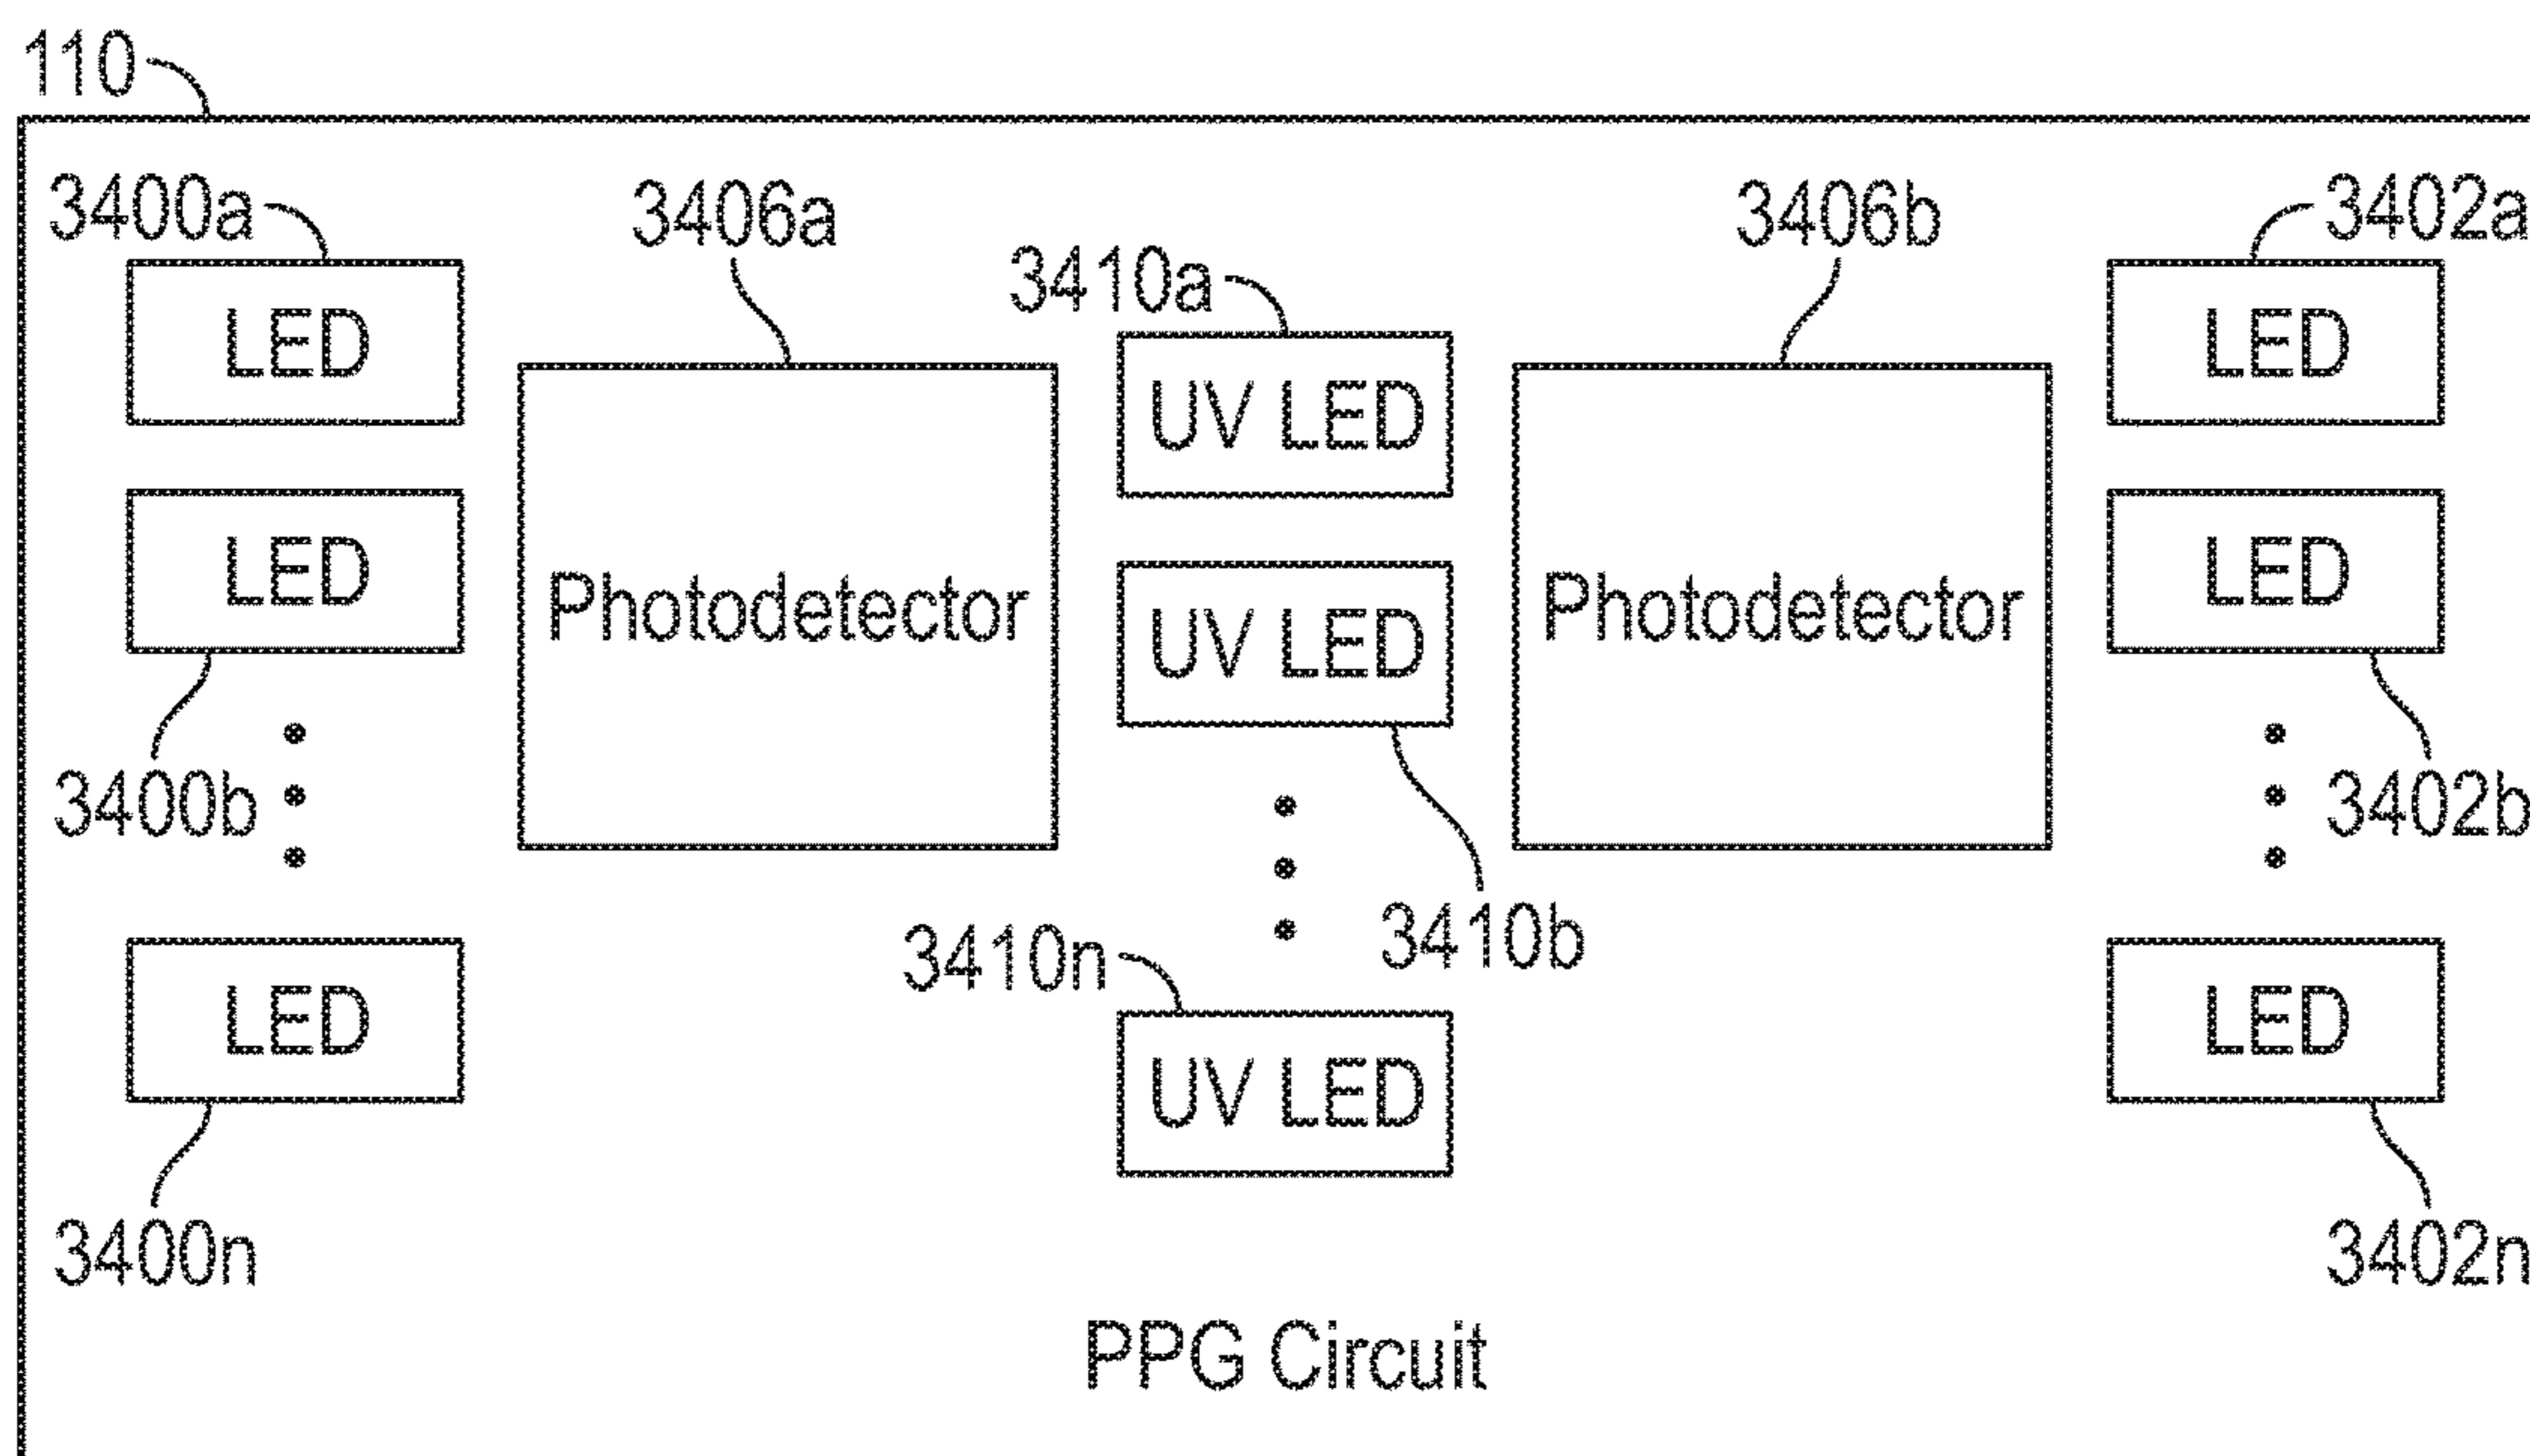 110
3400a
3406a
3406b
3402a
3410a
LED
LED
UV LED
LED
LED
Photodetector
UV LED
Photodetector
3400b
3402b
3410n
3410b
LED
LED
UV LED
3400n
3402n
PPG Circuit